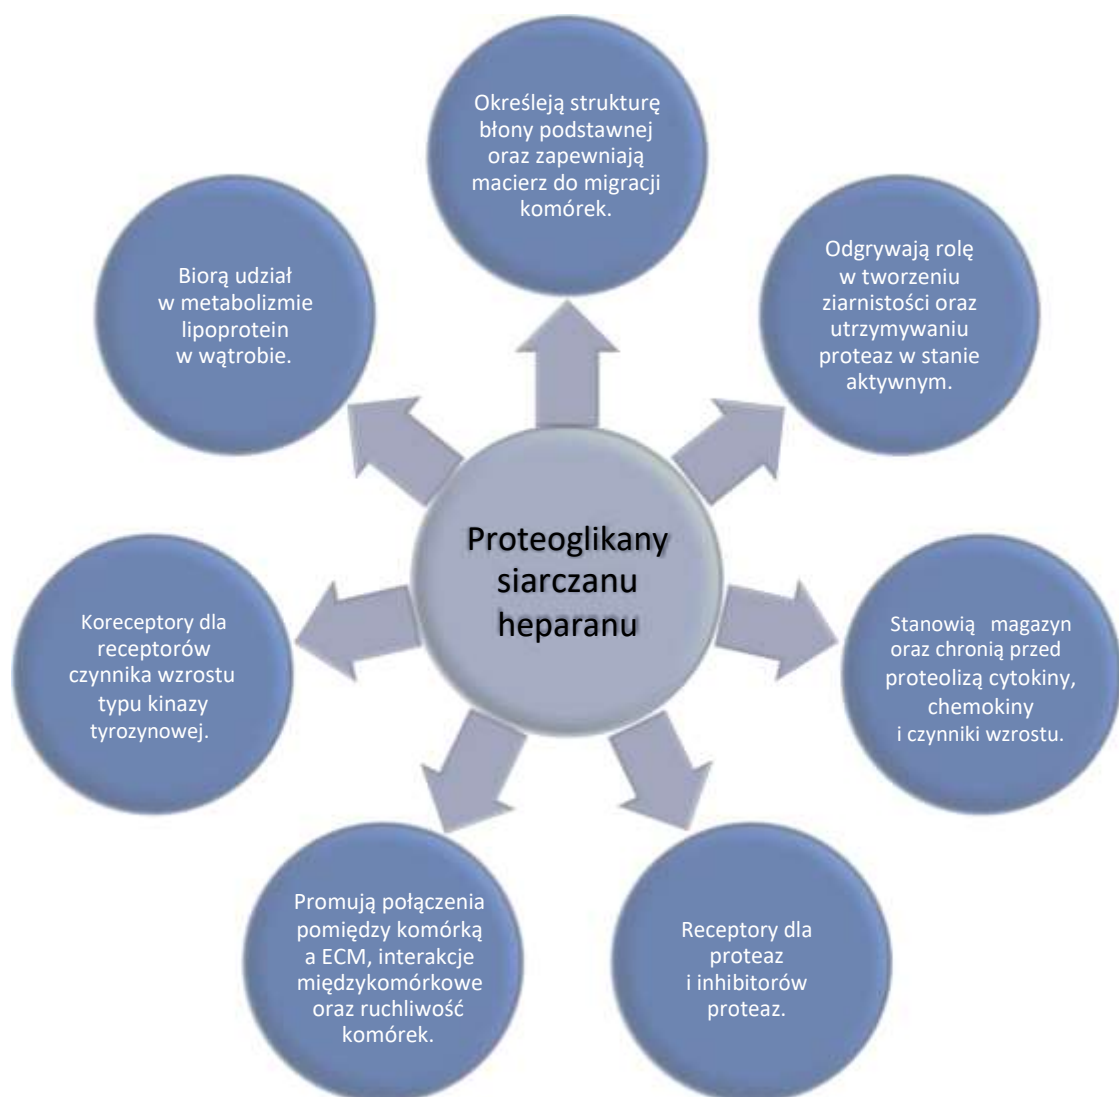 Określeją strukturę
błony podstawnej
oraz zapewniają
macierz do migracji
komórek.
Odgrywają rolę
w tworzeniu
ziarnistości oraz
utrzymywaniu
proteaz w stanie
aktywnym.
Biorą udział
w metabolizmie
lipoprotein
w wątrobie.
Proteoglikany
siarczanu
heparanu
Koreceptory dla
receptorów
czynnika wzrostu
typu kinazy
tyrozynowej.
Stanowią magazyn
oraz chronią przed
proteolizą cytokiny,
chemokiny
i czynniki wzrostu.
Promują połączenia
pomiędzy komórką
a ECM, interakcje
międzykomórkowe
oraz ruchliwość
komórek.
Receptory dla
proteaz
i inhibitorów
proteaz.